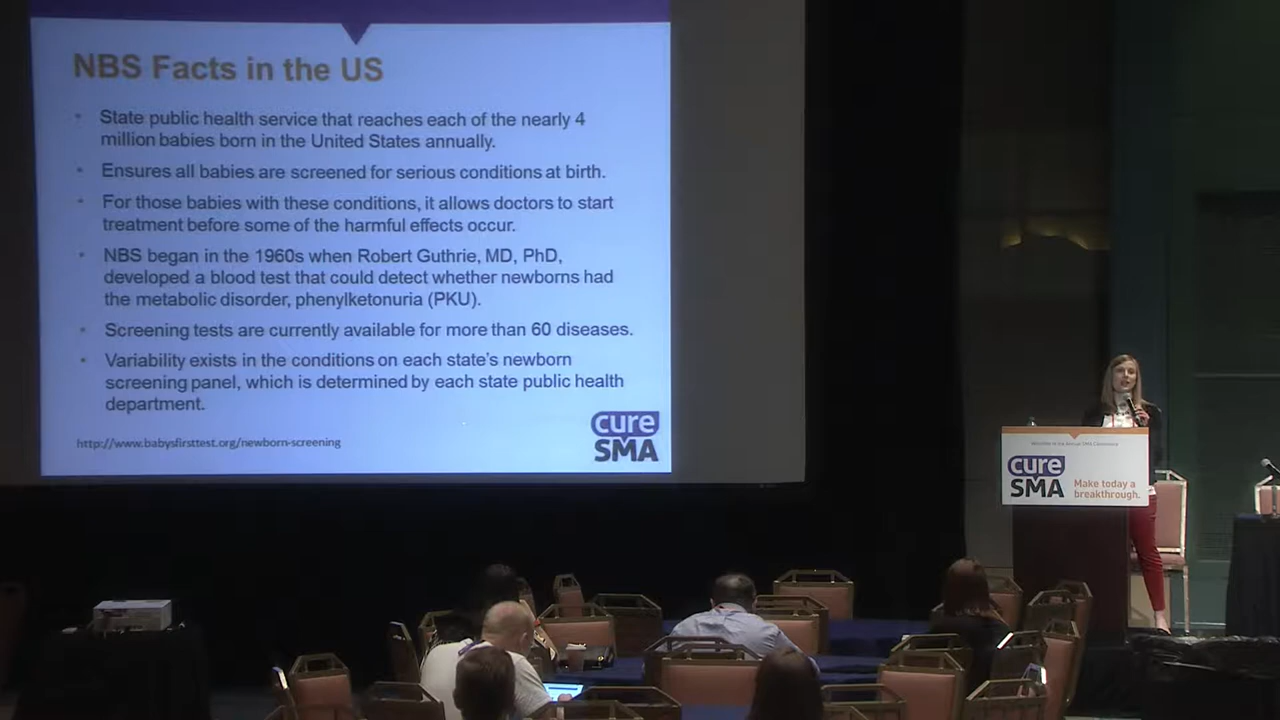 NBS Facts in the US
• State public health service that reaches each of the nearly 4
million babies born in the United States annually.
• Ensures all babies are screened for serious conditions at birth.
• For those babies with these conditions, it allows doctors to start
treatment before some of the harmful effects occur.
• NBS began in the 1960s when Robert Guthrie, MD, PhD,
developed a blood test that could detect whether newborns had
the metabolic disorder, phenylketonuria (PKU).
• Screening tests are currently available for more than 60 diseases.
• Variability exists in the conditions on each state's newborn
screening panel, which is determined by each state public health
department.
http://www.babysfirsttest.org/newborn-screening
cure
SMA
cure
SMA
Make today a
breakthrough.